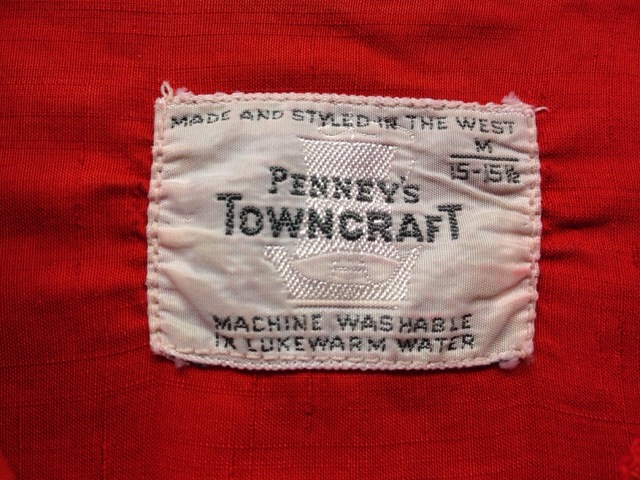 MADE AND STYLED IN THE WEST
M
15-15½
PENNEY'S
TOWNCRAFT
MACHINE WASHABLE
IN LUKEWARM WATER